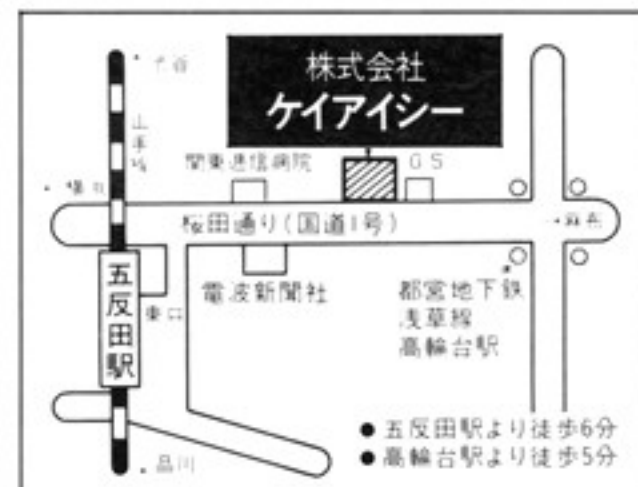 株式会社
ケイアイシー
山手線
関東逓信病院
GS
桜田通り(国道1号)
五反田駅
東口
電波新聞社
都営地下鉄
浅草線
高輪台駅
品川
●五反田駅より徒歩6分
●高輪台駅より徒歩5分